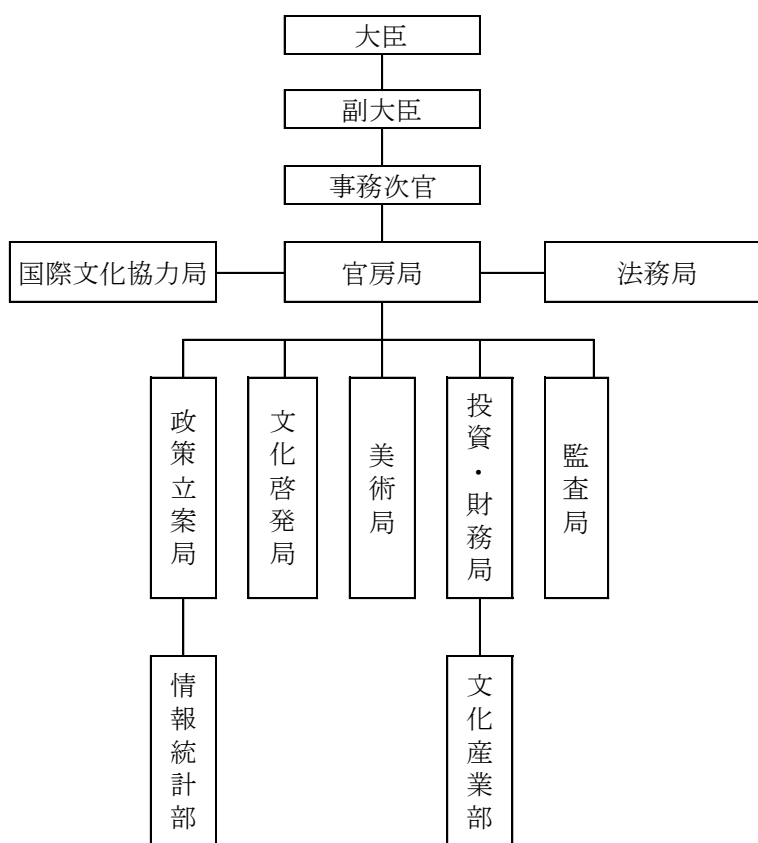 大臣
副大臣
事務次官
国際文化協力局
官房局
法務局
政策立案局
文化啓発局
美術局
投資・財務局
監査局
情報統計部
文化産業部